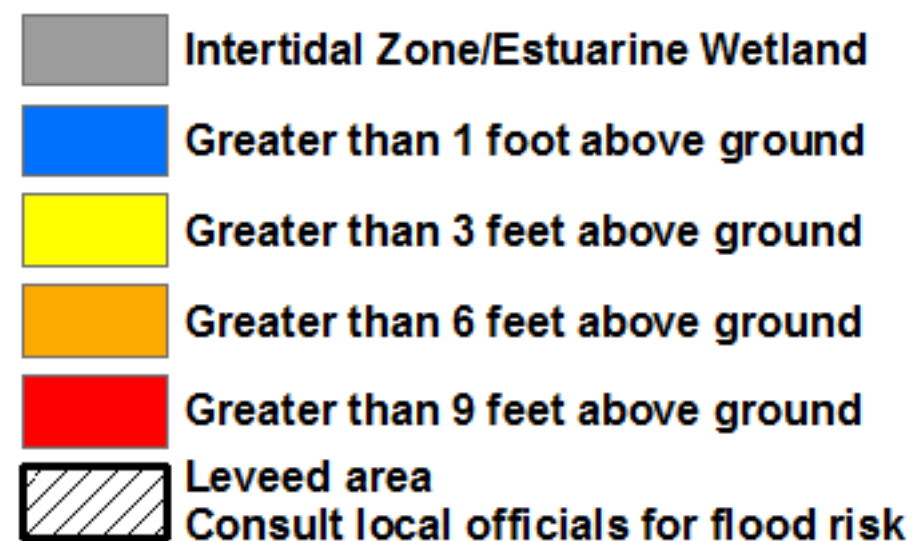 Intertidal Zone/Estuarine Wetland
Greater than 1 foot above ground
Greater than 3 feet above ground
Greater than 6 feet above ground
Greater than 9 feet above ground
Leveed area
Consult local officials for flood risk